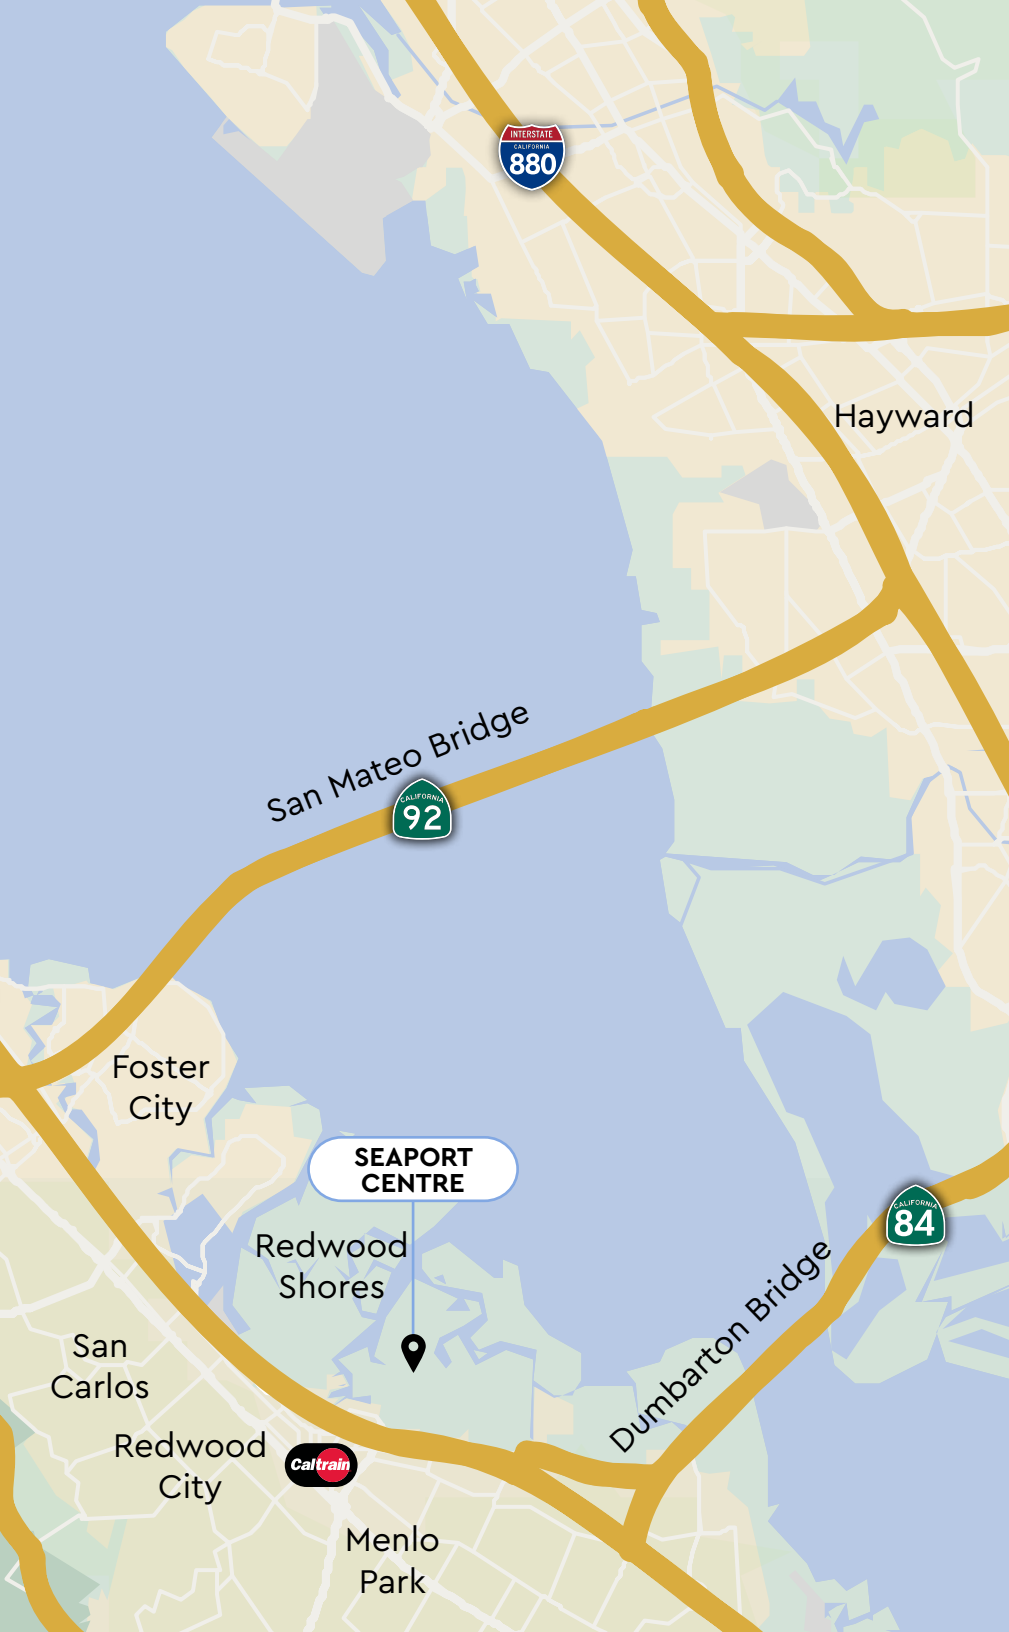 INTERSTATE
CALIFORNIA
880
Hayward
San Mateo Bridge
CALIFORNIA
92
Foster
City
SEAPORT
CENTRE
CALIFORNIA
84
Redwood
Shores
Dumbarton Bridge
San
Carlos
Redwood
City
Caltrain
Menlo
Park